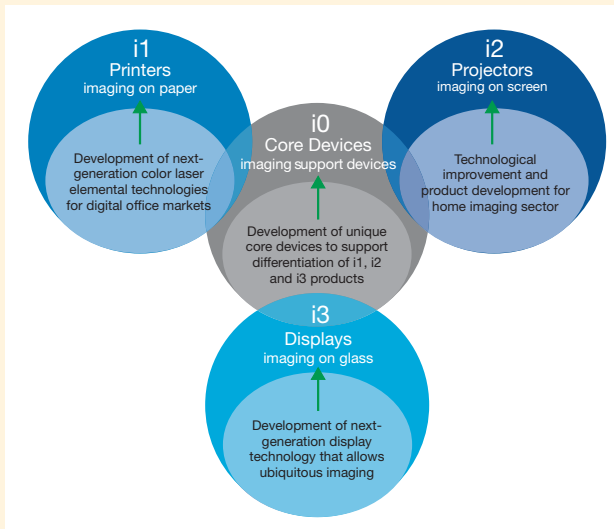 i1
Printers
imaging on paper
Development of next-
generation color laser
elemental technologies
for digital office markets
i0
Core Devices
imaging support devices
Development of unique
core devices to support
differentiation of i1, i2
and i3 products
i2
Projectors
imaging on screen
Technological
improvement and
product development for
home imaging sector
i3
Displays
imaging on glass
Development of next-
generation display
technology that allows
ubiquitous imaging